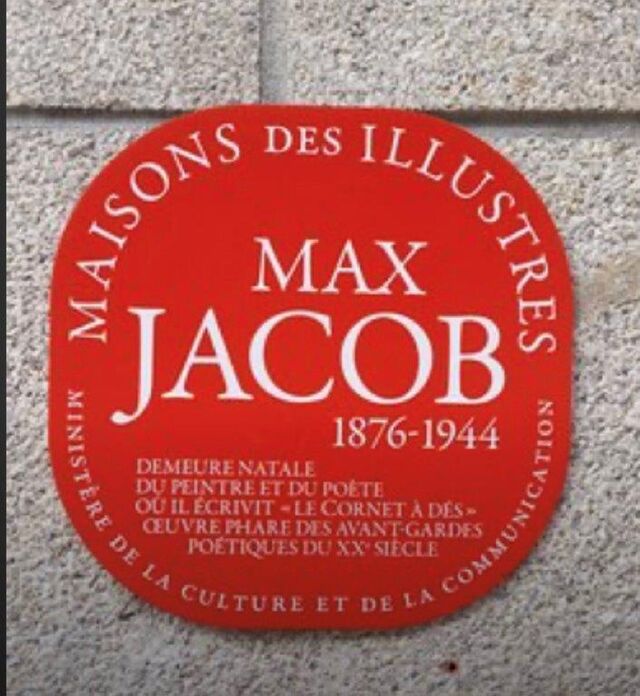 MAISONS DES ILLUSTRES
MAX
JACOB
1876-1944
DEMEURE NATALE
DU PEINTRE ET DU POÈTE
OÙ IL ÉCRIVIT « LE CORNET À DÉS »
ŒUVRE PHARE DES AVANT-GARDES
POÉTIQUES DU XXᵉ SIÈCLE
MINISTÈRE DE LA CULTURE ET DE LA COMMUNICATION